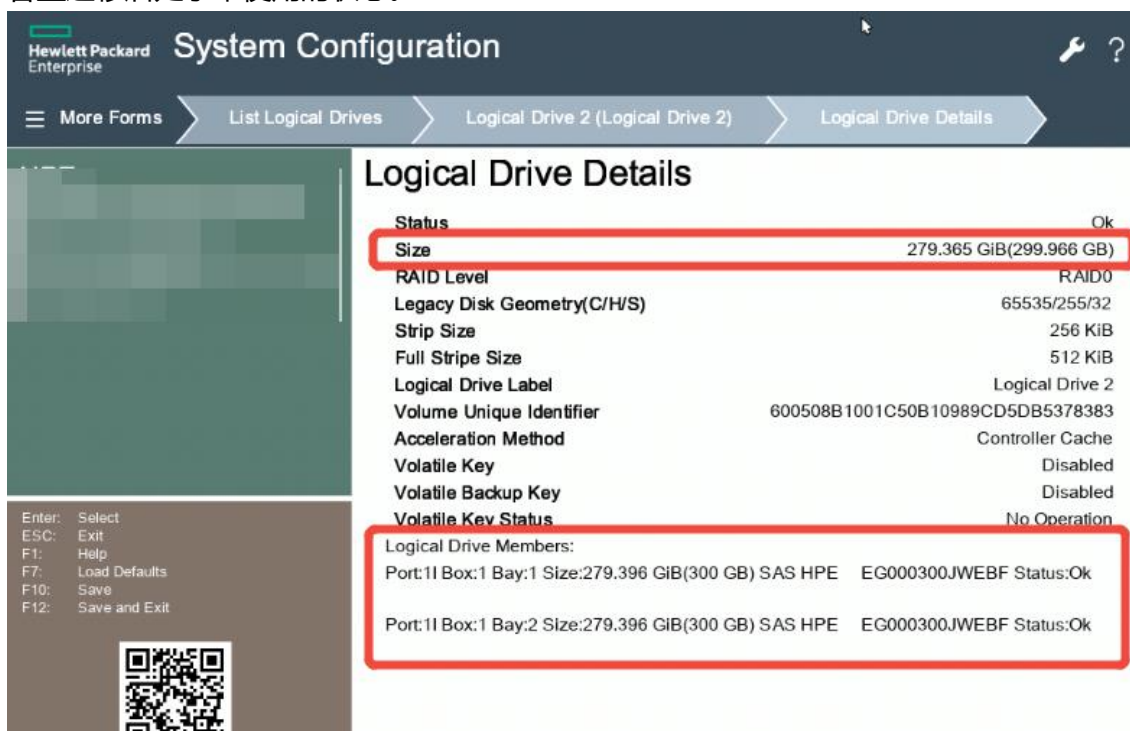 Hewlett Packard
Enterprise
System Configuration
?
More Forms
List Logical Drives
Logical Drive 2 (Logical Drive 2)
Logical Drive Details
Logical Drive Details
Status Ok
Size 279.365 GiB(299.966 GB)
RAID Level RAID0
Legacy Disk Geometry(C/H/S) 65535/255/32
Strip Size 256 KiB
Full Stripe Size 512 KiB
Logical Drive Label Logical Drive 2
Volume Unique Identifier 600508B1001C50B10989CD5DB5378383
Acceleration Method Controller Cache
Volatile Key Disabled
Volatile Backup Key Disabled
Volatile Key Status No Operation
Logical Drive Members:
Port:1I Box:1 Bay:1 Size:279.396 GiB(300 GB) SAS HPE EG000300JWEBF Status:Ok
Port:1I Box:1 Bay:2 Size:279.396 GiB(300 GB) SAS HPE EG000300JWEBF Status:Ok
Enter: Select
ESC: Exit
F1: Help
F7: Load Defaults
F10: Save
F12: Save and Exit